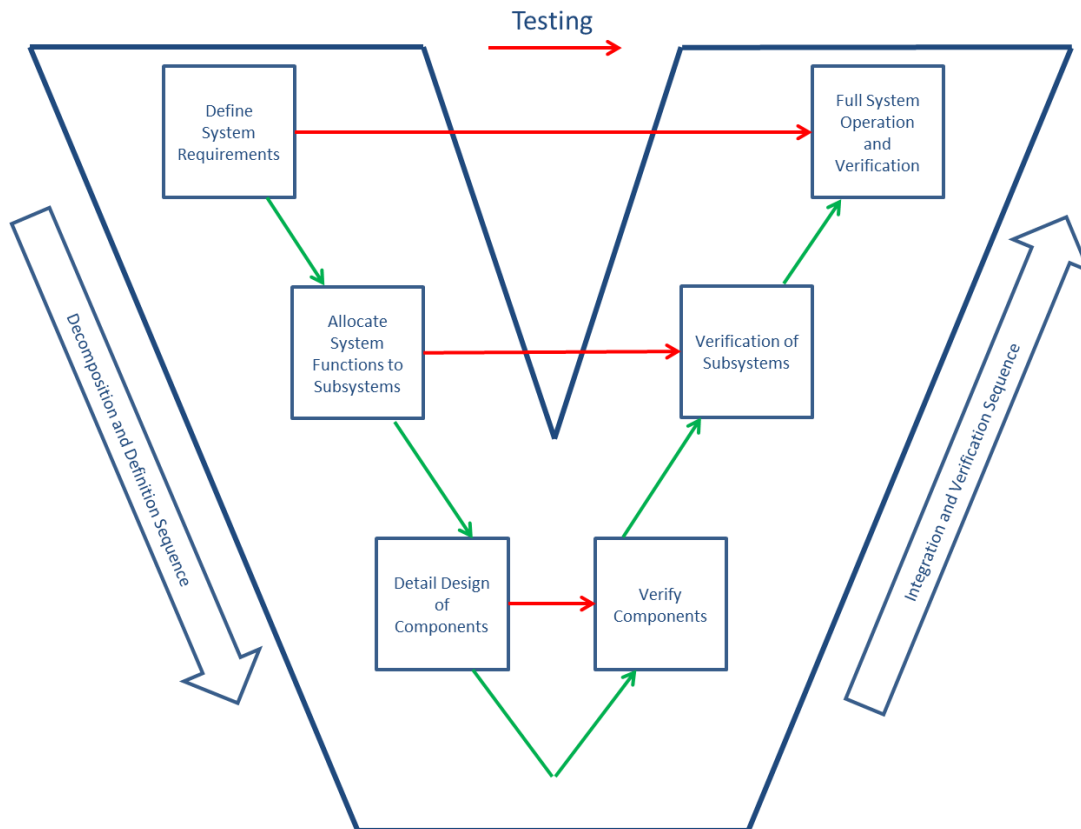 Testing
Define
System
Requirements
Full System
Operation
and
Verification
Allocate
System
Functions to
Subsystems
Verification of
Subsystems
Decomposition and Definition Sequence
Integration and Verification Sequence
Detail Design
of
Components
Verify
Components